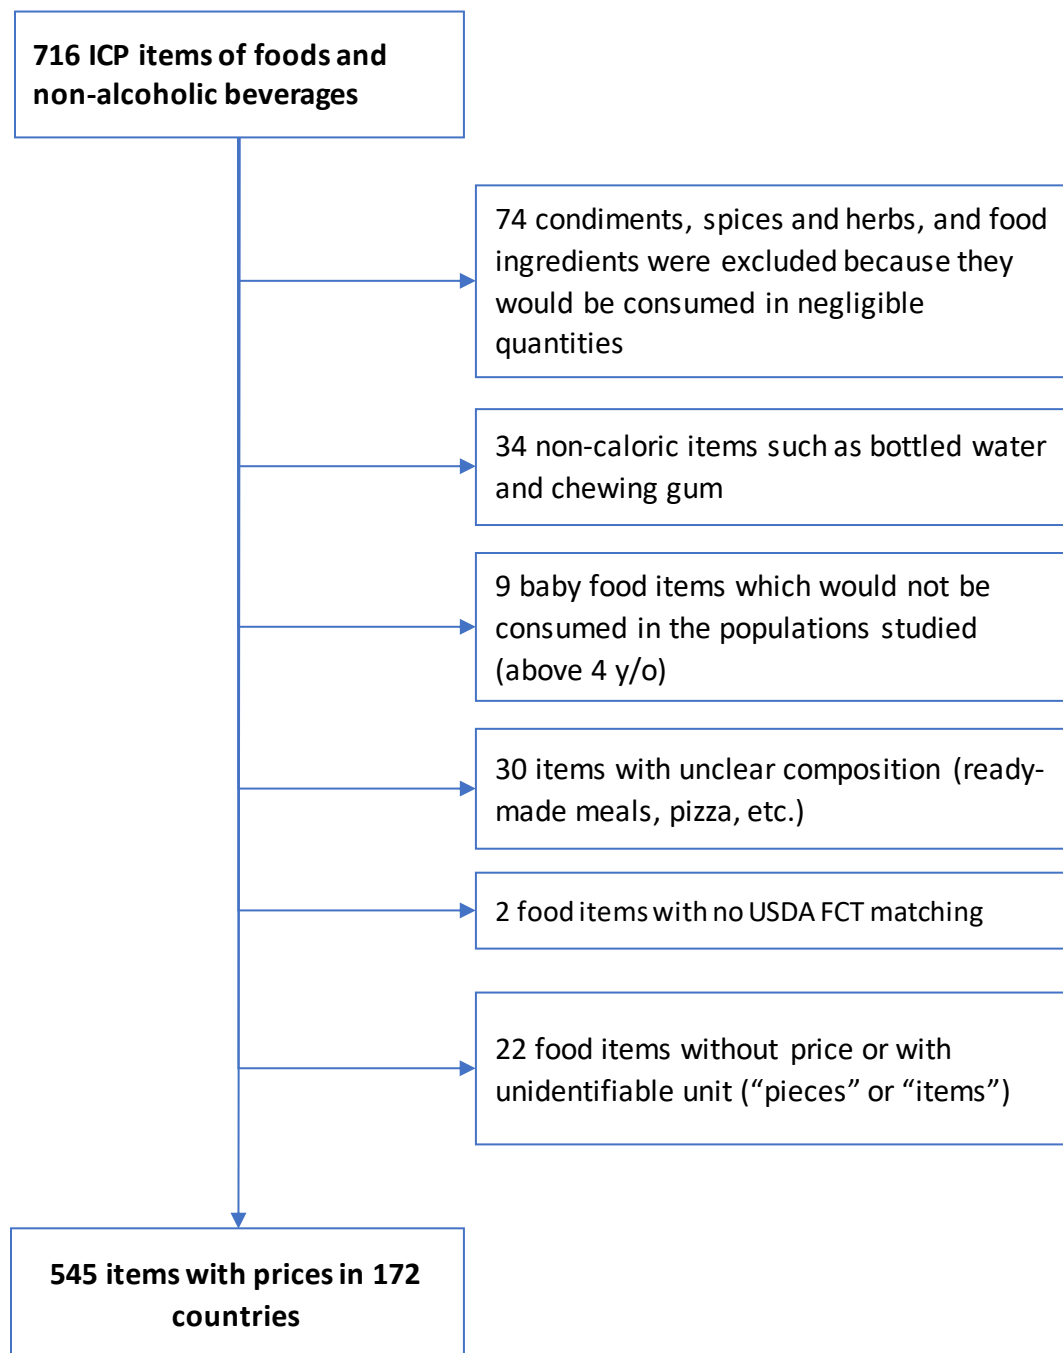 716 ICP items of foods and
non-alcoholic beverages
74 condiments, spices and herbs, and food
ingredients were excluded because they
would be consumed in negligible
quantities
34 non-caloric items such as bottled water
and chewing gum
9 baby food items which would not be
consumed in the populations studied
(above 4 y/o)
30 items with unclear composition (ready-
made meals, pizza, etc.)
2 food items with no USDA FCT matching
22 food items without price or with
unidentifiable unit (“pieces” or “items”)
545 items with prices in 172
countries